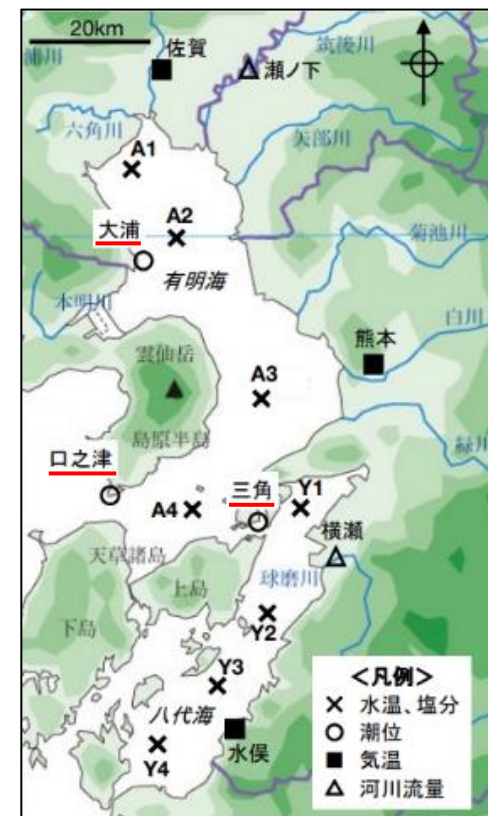 20km
佐賀
筑後川
浦川
瀬ノ下
六角川
A1
矢部川
A2
大浦
菊池川
有明海
本明川
白川
熊本
雲仙岳
A3
島原半島
緑川
口之津
三角
Y1
A4
横瀬
天草諸島
上島
球磨川
下島
Y2
Y3
<凡例>
水温、塩分
八代海
潮位
水俣
気温
Y4
河川流量